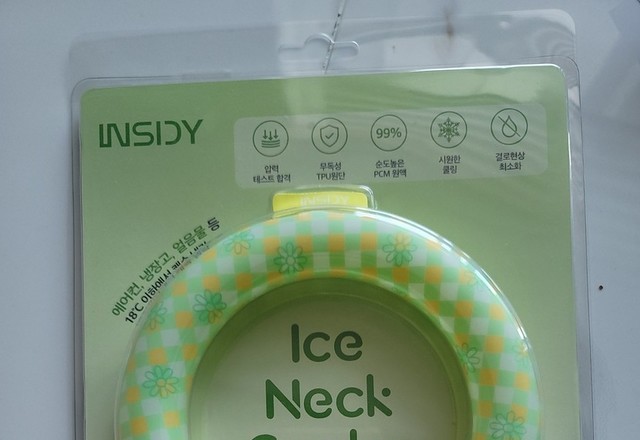 INSIDY
압력
테스트 합격
무독성
TPU원단
99%
순도높은
PCM 원액
시원한
쿨링
결로현상
최소화
INSIDY
에어컨, 냉장고, 얼음물 등
18℃ 이하에서
Ice
Neck